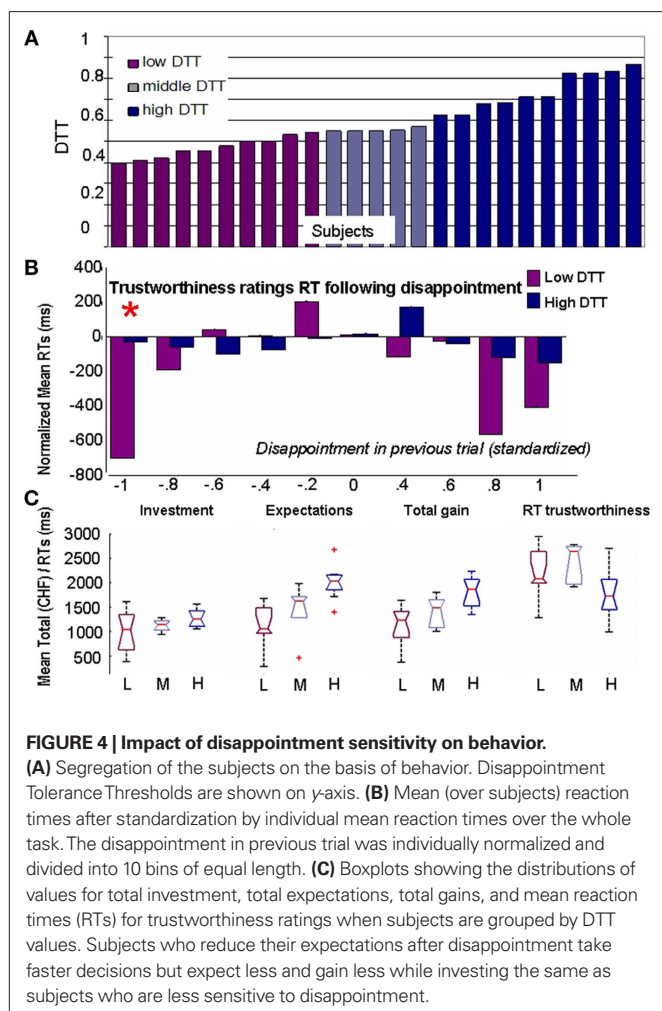 A
1
low DTT
0.8
middle DTT
high DTT
0.6
DTT
0.4
0.2
0
Subjects
B
400
Trustworthiness ratings RT following disappointment
Low DTT
High DTT
200
*
0
-200
-400
-600
-800
Normalized Mean RTs (ms)
Disappointment in previous trial (standardized)
-1 -.8 -.6 -.4 -.2 0 .4 .6 .8 1
C
Investment Expectations Total gain RT trustworthiness
3000
2500
2000
1500
1000
500
Mean Total (CHF) / RTs (ms)
L M H L M H L M H L M H
FIGURE 4 | Impact of disappointment sensitivity on behavior.
(A) Segregation of the subjects on the basis of behavior. Disappointment
Tolerance Thresholds are shown on y-axis. (B) Mean (over subjects) reaction
times after standardization by individual mean reaction times over the whole
task. The disappointment in previous trial was individually normalized and
divided into 10 bins of equal length. (C) Boxplots showing the distributions of
values for total investment, total expectations, total gains, and mean reaction
times (RTs) for trustworthiness ratings when subjects are grouped by DTT
values. Subjects who reduce their expectations after disappointment take
faster decisions but expect less and gain less while investing the same as
subjects who are less sensitive to disappointment.